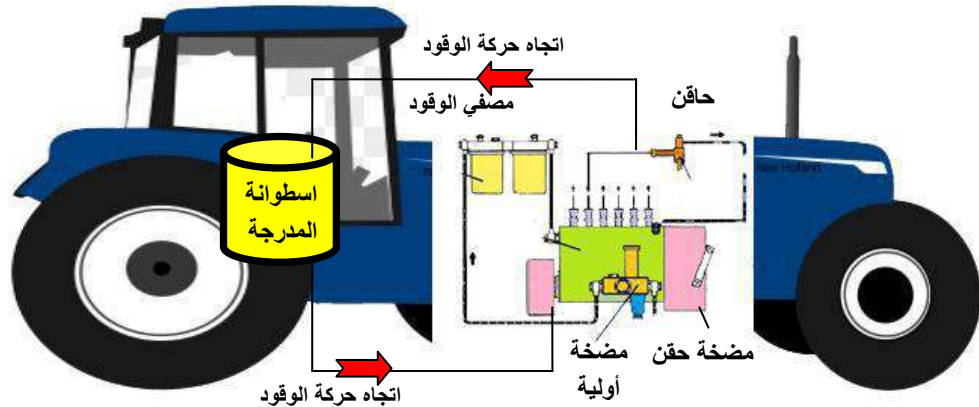 اتجاه حركة الوقود
مصفي الوقود
حاقن
اسطوانة
المدرجة
مضخة حقن
مضخة
أولية
اتجاه حركة الوقود